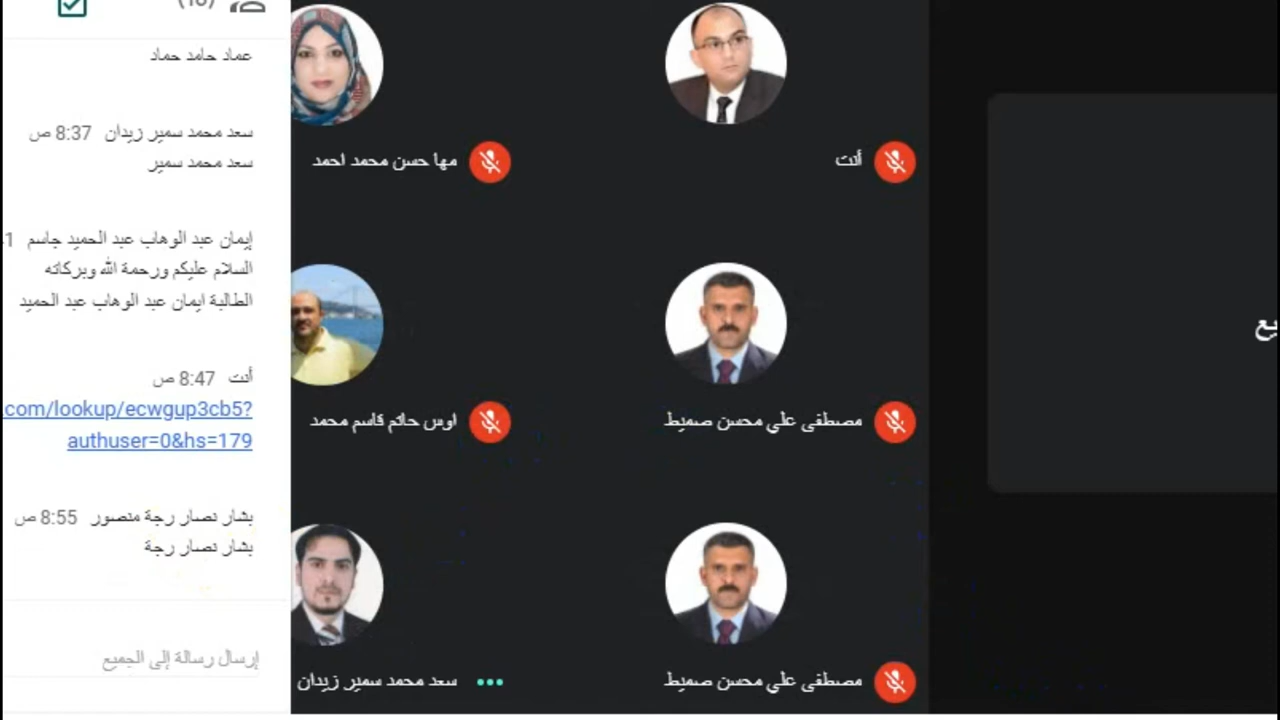 عماد حامد حماد
سعد محمد سمير زيدان 8:37 ص
سعد محمد سمير
إيمان عبد الوهاب عبد الحميد جاسم
السلام عليكم ورحمة الله وبركاته
الطالبة ايمان عبد الوهاب عبد الحميد
أنت 8:47 ص
.com/lookup/ecwgup3cb5?
authuser=0&hs=179
بشار نصار رجة منصور 8:55 ص
بشار نصار رجة
إرسال رسالة إلى الجميع
أنت
مها حسن محمد احمد
مصطفى علي محسن صميط
اوس حاتم قاسم محمد
مصطفى علي محسن صميط
سعد محمد سمير زيدان